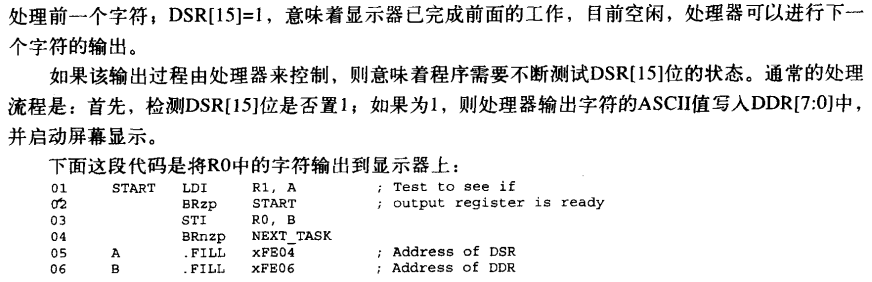 处理前一个字符；DSR[15]=1，意味着显示器已完成前面的工作，目前空闲，处理器可以进行下一
个字符的输出。
如果该输出过程由处理器来控制，则意味着程序需要不断测试DSR[15]位的状态。通常的处理
流程是：首先，检测DSR[15]位是否置1；如果为1，则处理器输出字符的ASCII值写入DDR[7:0]中，
并启动屏幕显示。
下面这段代码是将R0中的字符输出到显示器上：
01 START LDI R1, A ; Test to see if
02 BRzp START ; output register is ready
03 STI R0, B
04 BRnzp NEXT_TASK
05 A .FILL xFE04 ; Address of DSR
06 B .FILL xFE06 ; Address of DDR